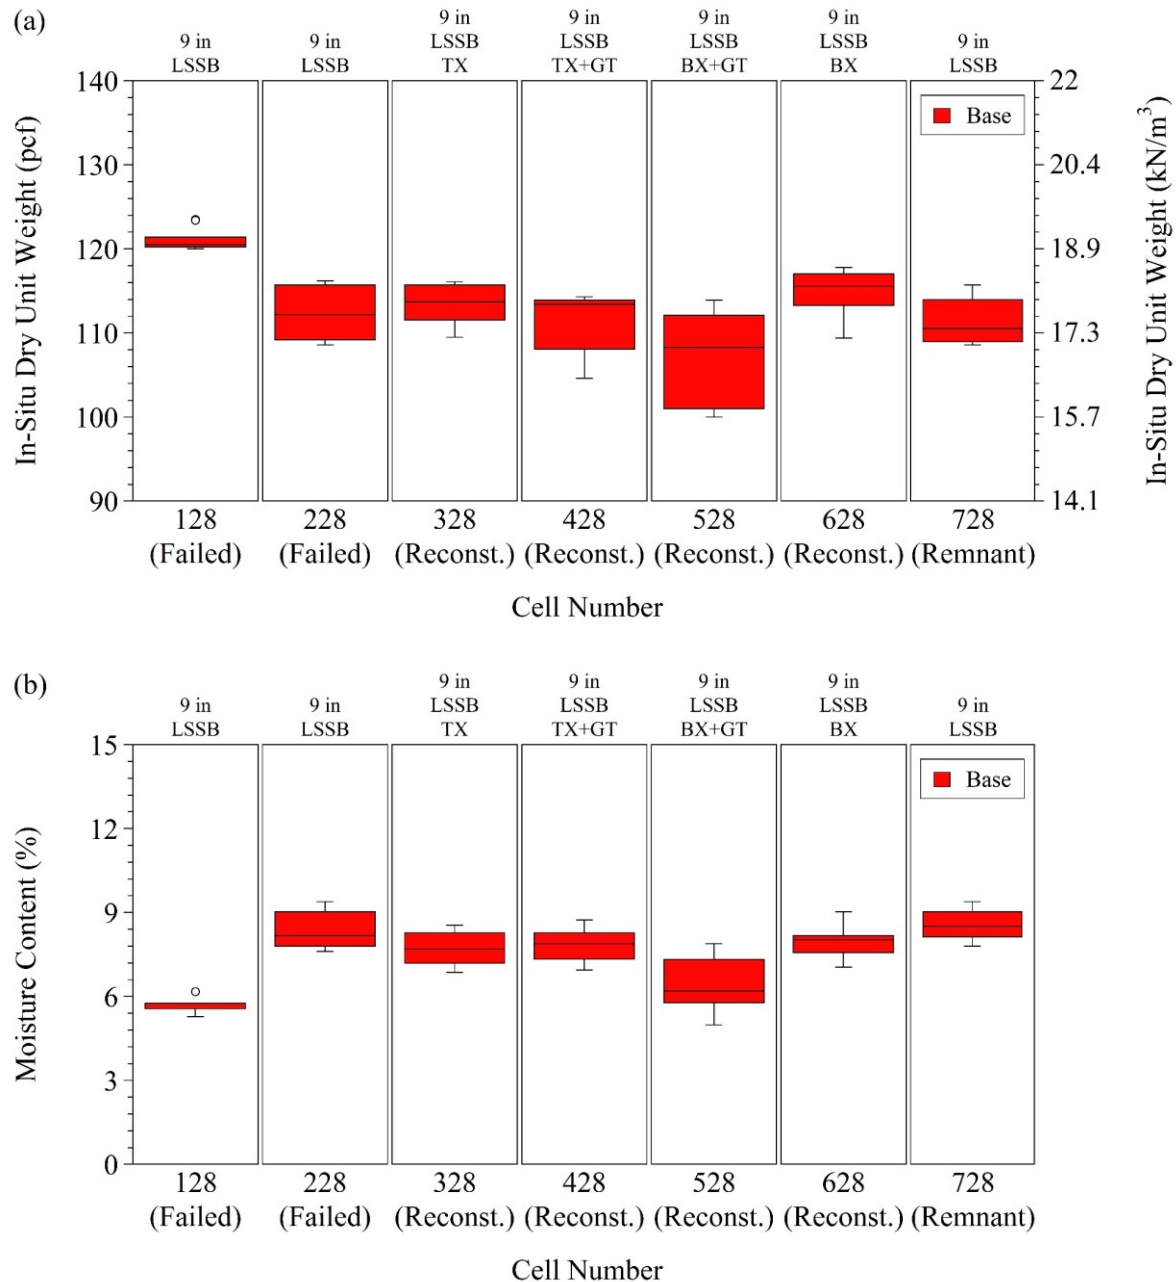 (a)
9 in
LSSB
9 in
LSSB
9 in
LSSB
TX
9 in
LSSB
TX+GT
9 in
LSSB
BX+GT
9 in
LSSB
BX
9 in
LSSB
In-Situ Dry Unit Weight (pcf)
140
130
120
110
100
90
Base
22
20.4
18.9
17.3
15.7
14.1
In-Situ Dry Unit Weight (kN/m³)
128
(Failed)
228
(Failed)
328
(Reconst.)
428
(Reconst.)
528
(Reconst.)
628
(Reconst.)
728
(Remnant)
Cell Number
(b)
9 in
LSSB
9 in
LSSB
9 in
LSSB
TX
9 in
LSSB
TX+GT
9 in
LSSB
BX+GT
9 in
LSSB
BX
9 in
LSSB
Moisture Content (%)
15
12
9
6
3
0
Base
128
(Failed)
228
(Failed)
328
(Reconst.)
428
(Reconst.)
528
(Reconst.)
628
(Reconst.)
728
(Remnant)
Cell Number